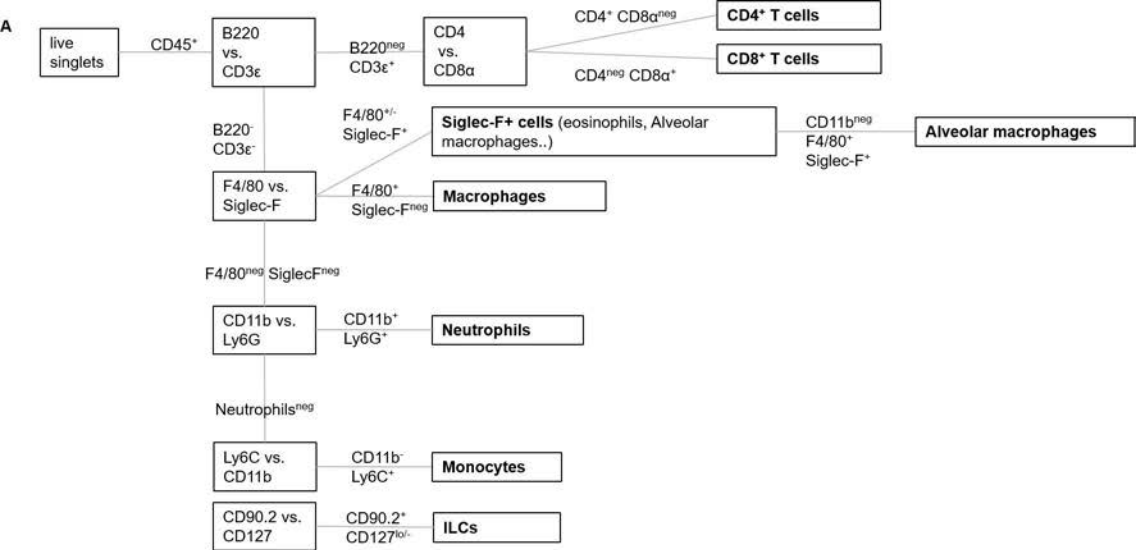 A
live
singlets
CD45⁺
B220
vs.
CD3ε
B220ⁿᵉᵍ
CD3ε⁺
CD4
vs.
CD8α
CD4⁺ CD8αⁿᵉᵍ
CD4⁺ T cells
CD4ⁿᵉᵍ CD8α⁺
CD8⁺ T cells
B220⁻
CD3ε⁻
F4/80⁺ᐟ⁻
Siglec-F⁺
Siglec-F+ cells (eosinophils, Alveolar
macrophages..)
CD11bⁿᵉᵍ
F4/80⁺
Siglec-F⁺
Alveolar macrophages
F4/80 vs.
Siglec-F
F4/80⁺
Siglec-Fⁿᵉᵍ
Macrophages
F4/80ⁿᵉᵍ SiglecFⁿᵉᵍ
CD11b vs.
Ly6G
CD11b⁺
Ly6G⁺
Neutrophils
Neutrophilsⁿᵉᵍ
Ly6C vs.
CD11b
CD11b⁻
Ly6C⁺
Monocytes
CD90.2 vs.
CD127
CD90.2⁺
CD127ˡᵒᐟ⁻
ILCs